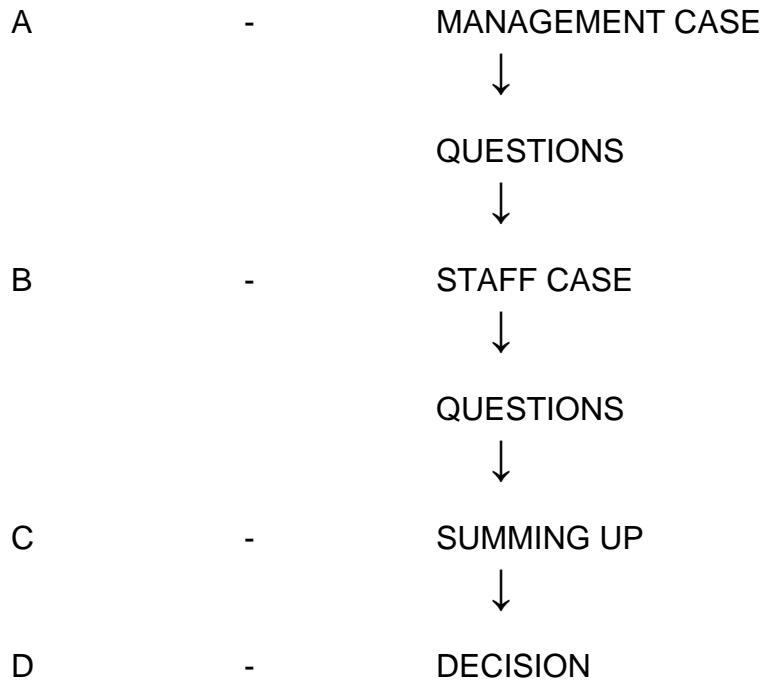 A - MANAGEMENT CASE
↓
QUESTIONS
↓
B - STAFF CASE
↓
QUESTIONS
↓
C - SUMMING UP
↓
D - DECISION